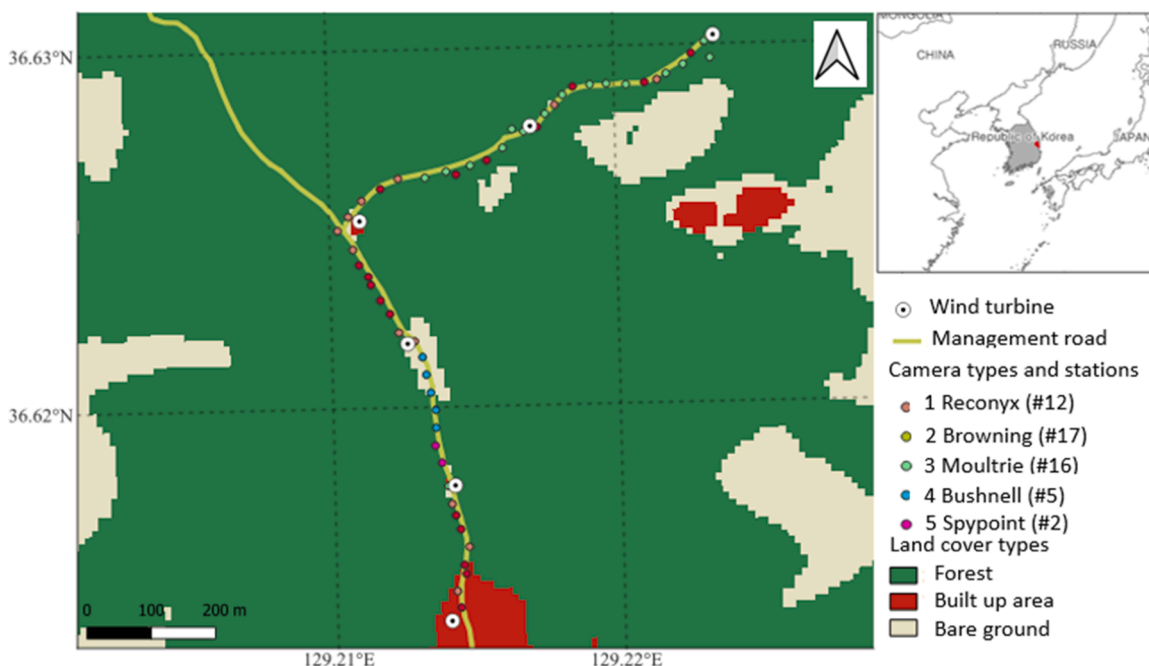 36.63°N
36.62°N
0 100 200 m
129.21°E
129.22°E
MONGOLIA
CHINA
RUSSIA
Republic of Korea
JAPAN
Wind turbine
Management road
Camera types and stations
1 Reconyx (#12)
2 Browning (#17)
3 Moultrie (#16)
4 Bushnell (#5)
5 Spypoint (#2)
Land cover types
Forest
Built up area
Bare ground